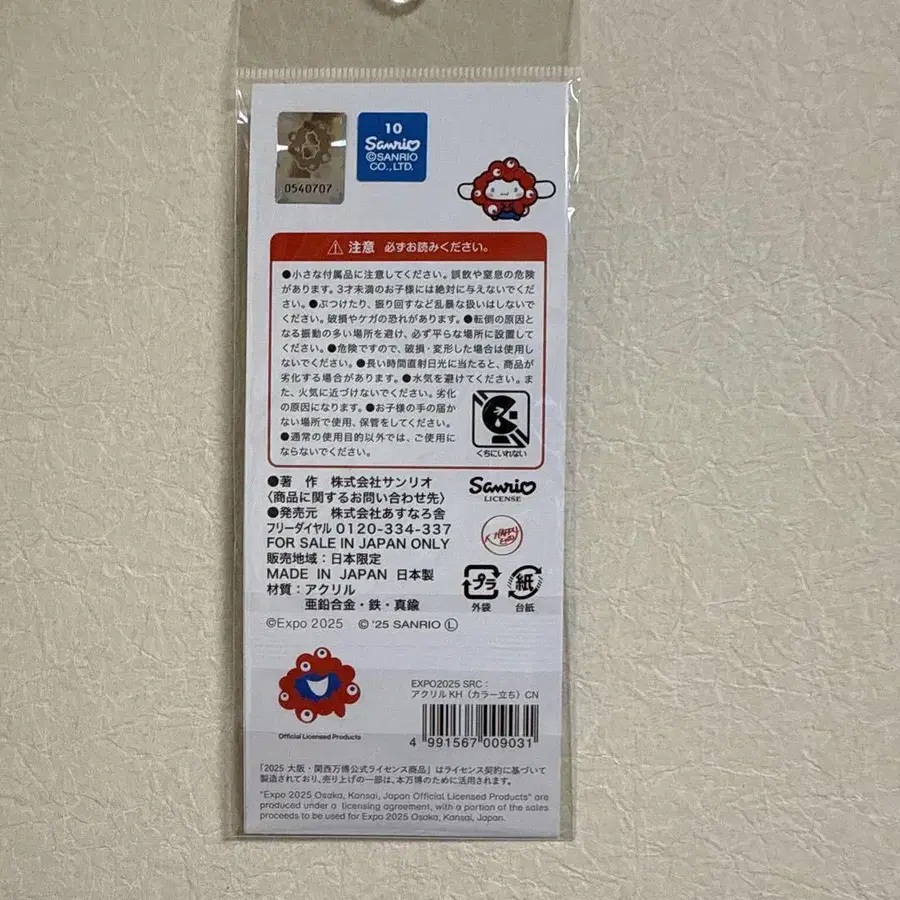 0540707
10
Sanrio
©SANRIO
CO., LTD.
⚠ 注意 必ずお読みください。
●小さな付属品に注意してください。誤飲や窒息の危険
があります。3才未満のお子様には絶対に与えないでくだ
さい。●ぶつけたり、振り回すなど乱暴な扱いはしないで
ください。破損やケガの恐れがあります。●転倒の原因と
なる振動の多い場所を避け、必ず平らな場所に設置して
ください。●危険ですので、破損・変形した場合は使用し
ないでください。●長い時間直射日光に当たると、商品が
劣化する場合があります。●水気を避けてください。ま
た、火気に近づけないでください。劣化
の原因になります。●お子様の手の届か
ない場所で使用、保管をしてください。
●通常の使用目的以外では、ご使用に
ならないでください。
くちにいれない
●著 作 株式会社サンリオ
〈商品に関するお問い合わせ先〉
●発売元 株式会社あすなろ舎
フリーダイヤル 0120-334-337
FOR SALE IN JAPAN ONLY
販売地域：日本限定
MADE IN JAPAN 日本製
材質：アクリル
亜鉛合金・鉄・真鍮
©Expo 2025 © '25 SANRIO Ⓛ
Sanrio
LICENSE
プラ
外袋
紙
台紙
Official Licensed Products
EXPO2025 SRC：
アクリルKH（カラー立ち）CN
4 991567 009031
「2025 大阪・関西万博公式ライセンス商品」はライセンス契約に基づいて
製造されており、売り上げの一部は、本万博のために活用されます。
"Expo 2025 Osaka, Kansai, Japan Official Licensed Products" are
produced under a licensing agreement, with a portion of the sales
proceeds to be used for Expo 2025 Osaka, Kansai, Japan.